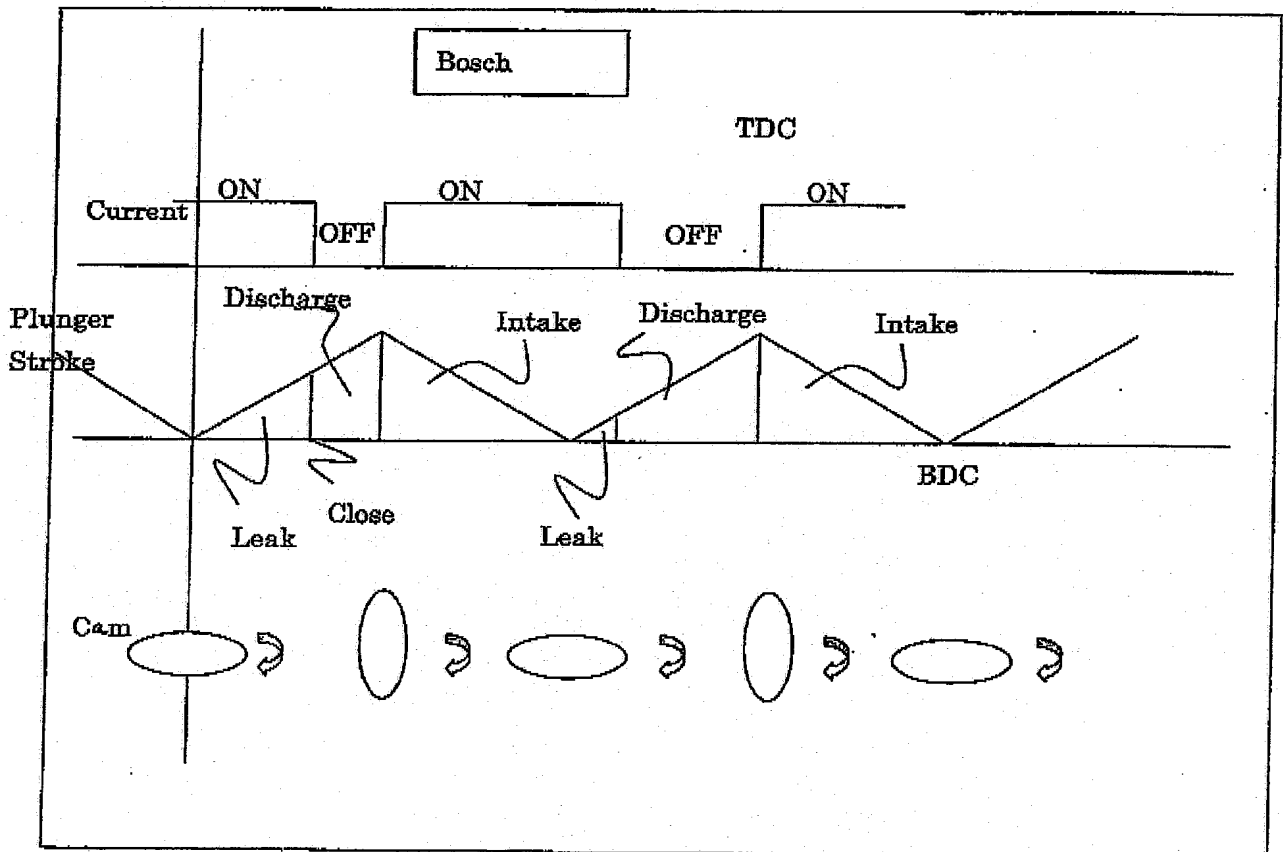 Bosch
TDC
ON ON ON
Current
OFF OFF
Discharge Intake Discharge Intake
Plunger
Stroke
BDC
Close
Leak Leak
Cam